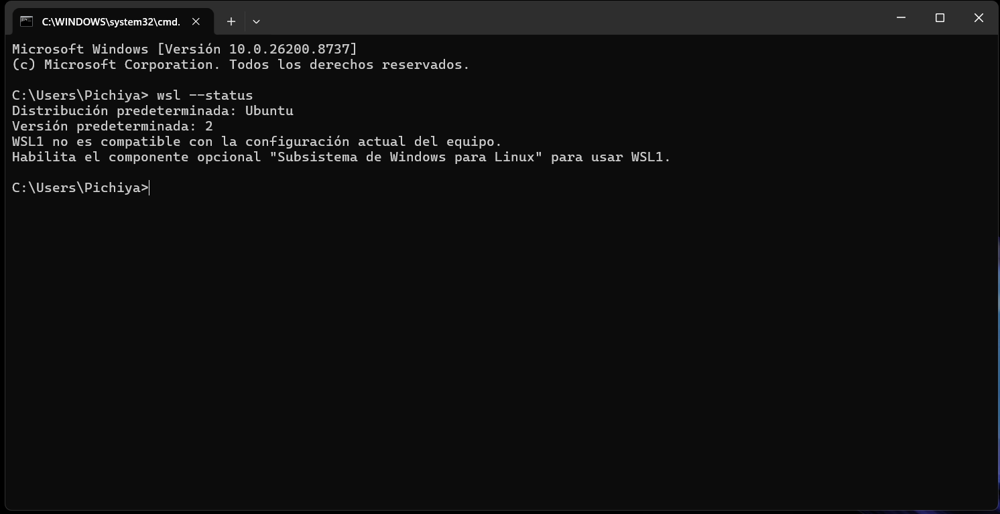 C:\WINDOWS\system32\cmd.
Microsoft Windows [Versión 10.0.26200.8737]
(c) Microsoft Corporation. Todos los derechos reservados.
C:\Users\Pichiya> wsl --status
Distribución predeterminada: Ubuntu
Versión predeterminada: 2
WSL1 no es compatible con la configuración actual del equipo.
Habilita el componente opcional "Subsistema de Windows para Linux" para usar WSL1.
C:\Users\Pichiya>